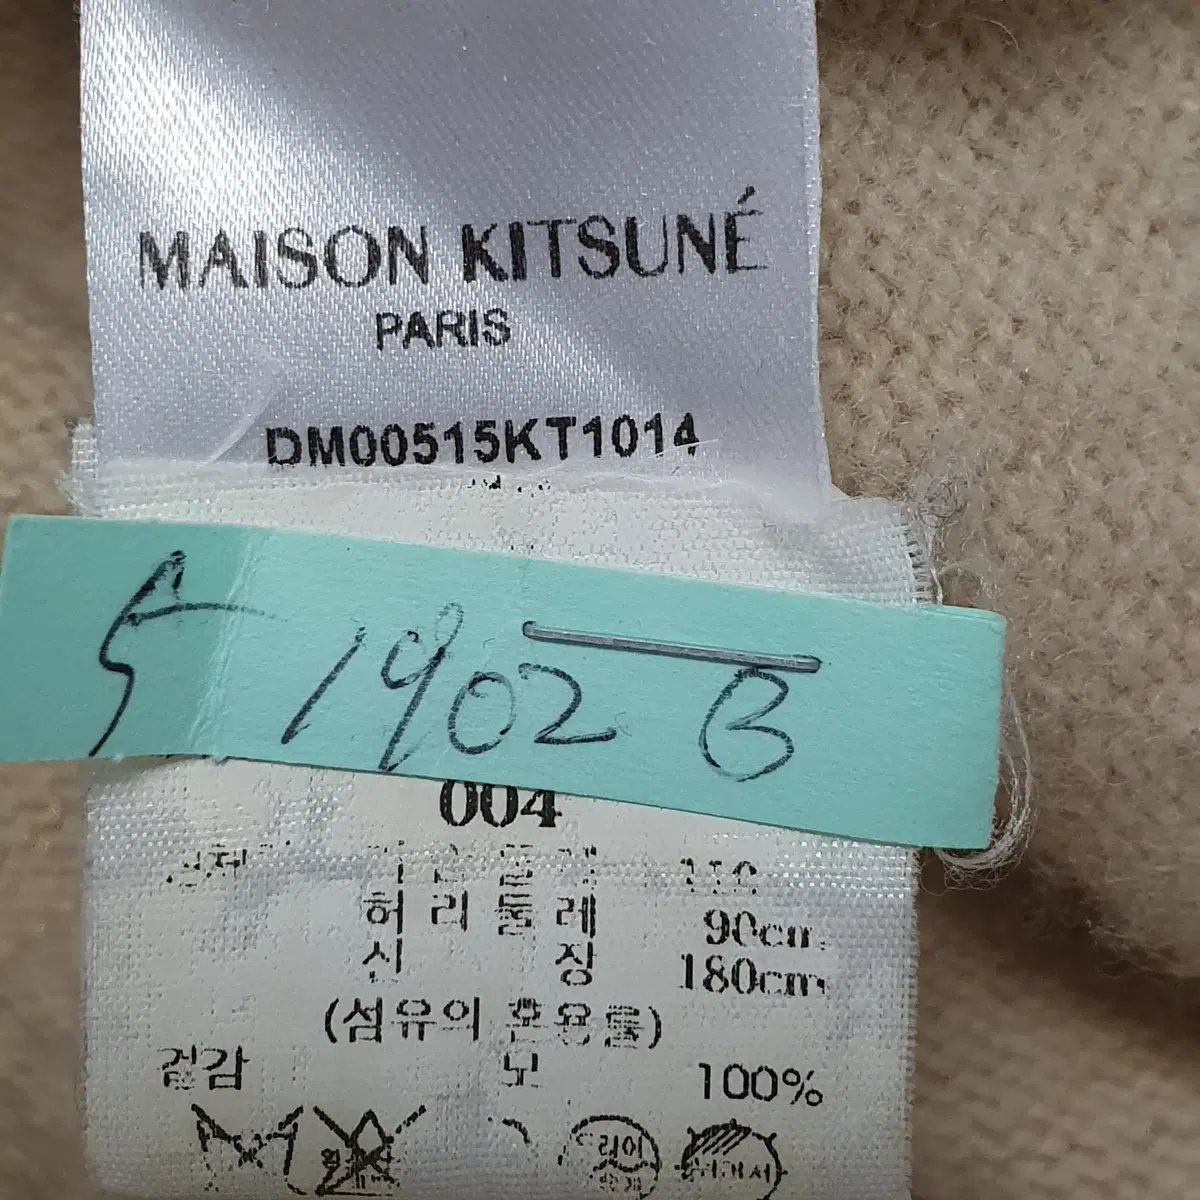 MAISON KITSUNÉ
PARIS
DM00515KT1014
5 1902 B
004
허리둘레 90cm
신장 180cm
(섬유의 혼용률)
겉감 모 100%